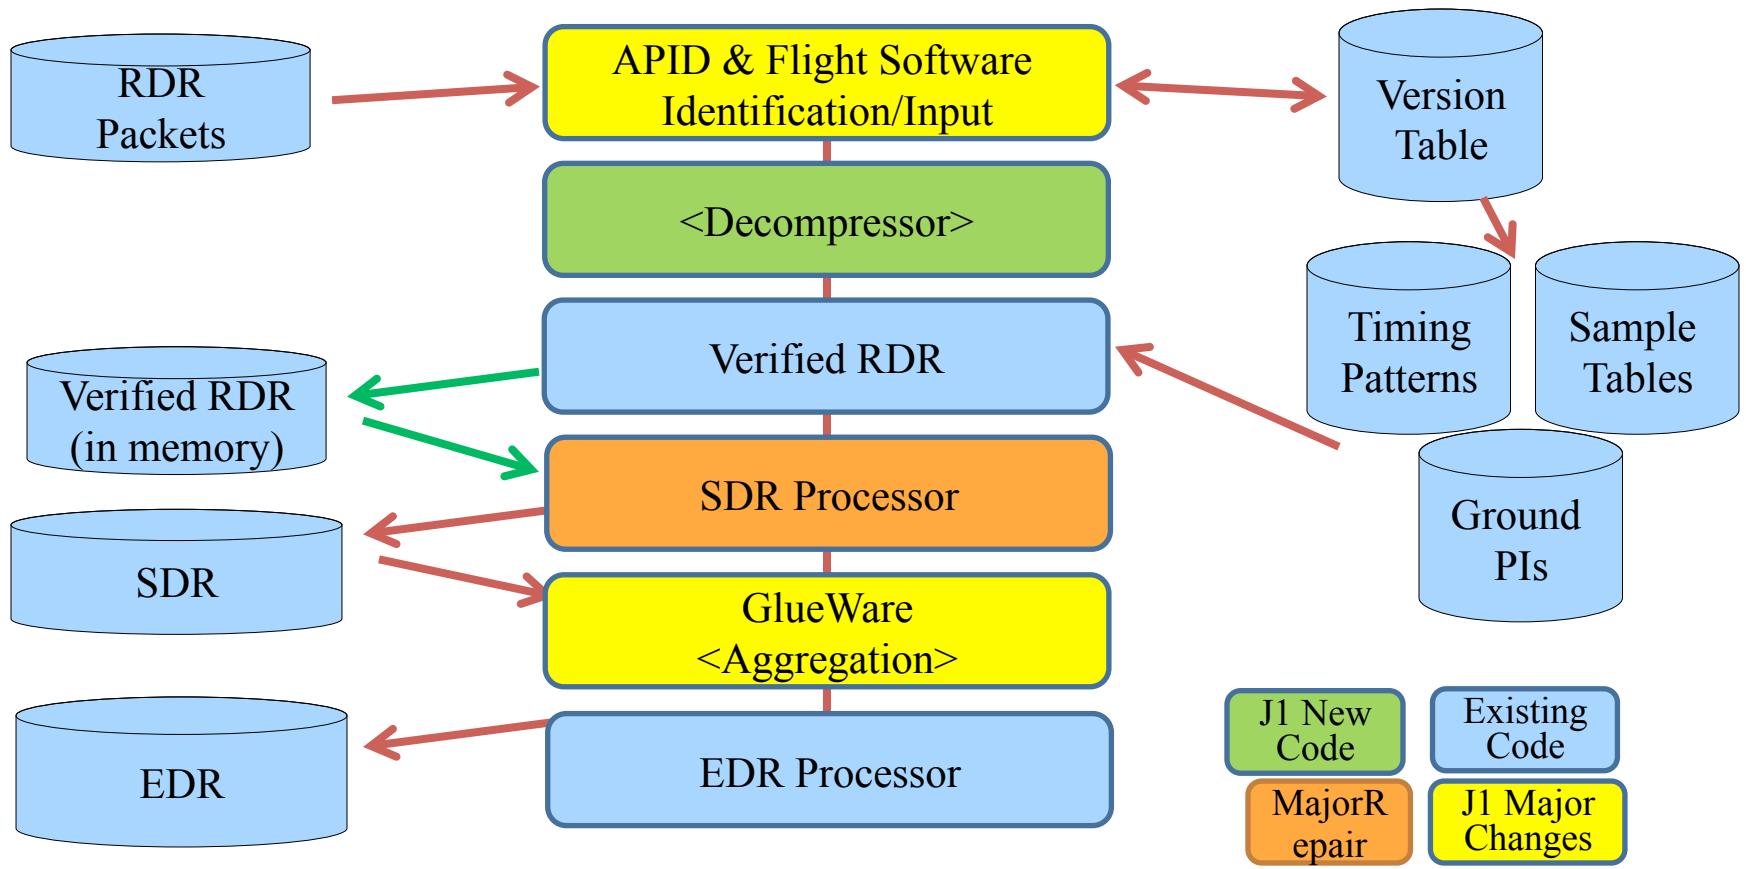 RDR
Packets
APID & Flight Software
Identification/Input
Version
Table
<Decompressor>
Verified RDR
Timing
Patterns
Sample
Tables
Verified RDR
(in memory)
SDR Processor
Ground
PIs
SDR
GlueWare
<Aggregation>
EDR
EDR Processor
J1 New
Code
Existing
Code
MajorR
epair
J1 Major
Changes